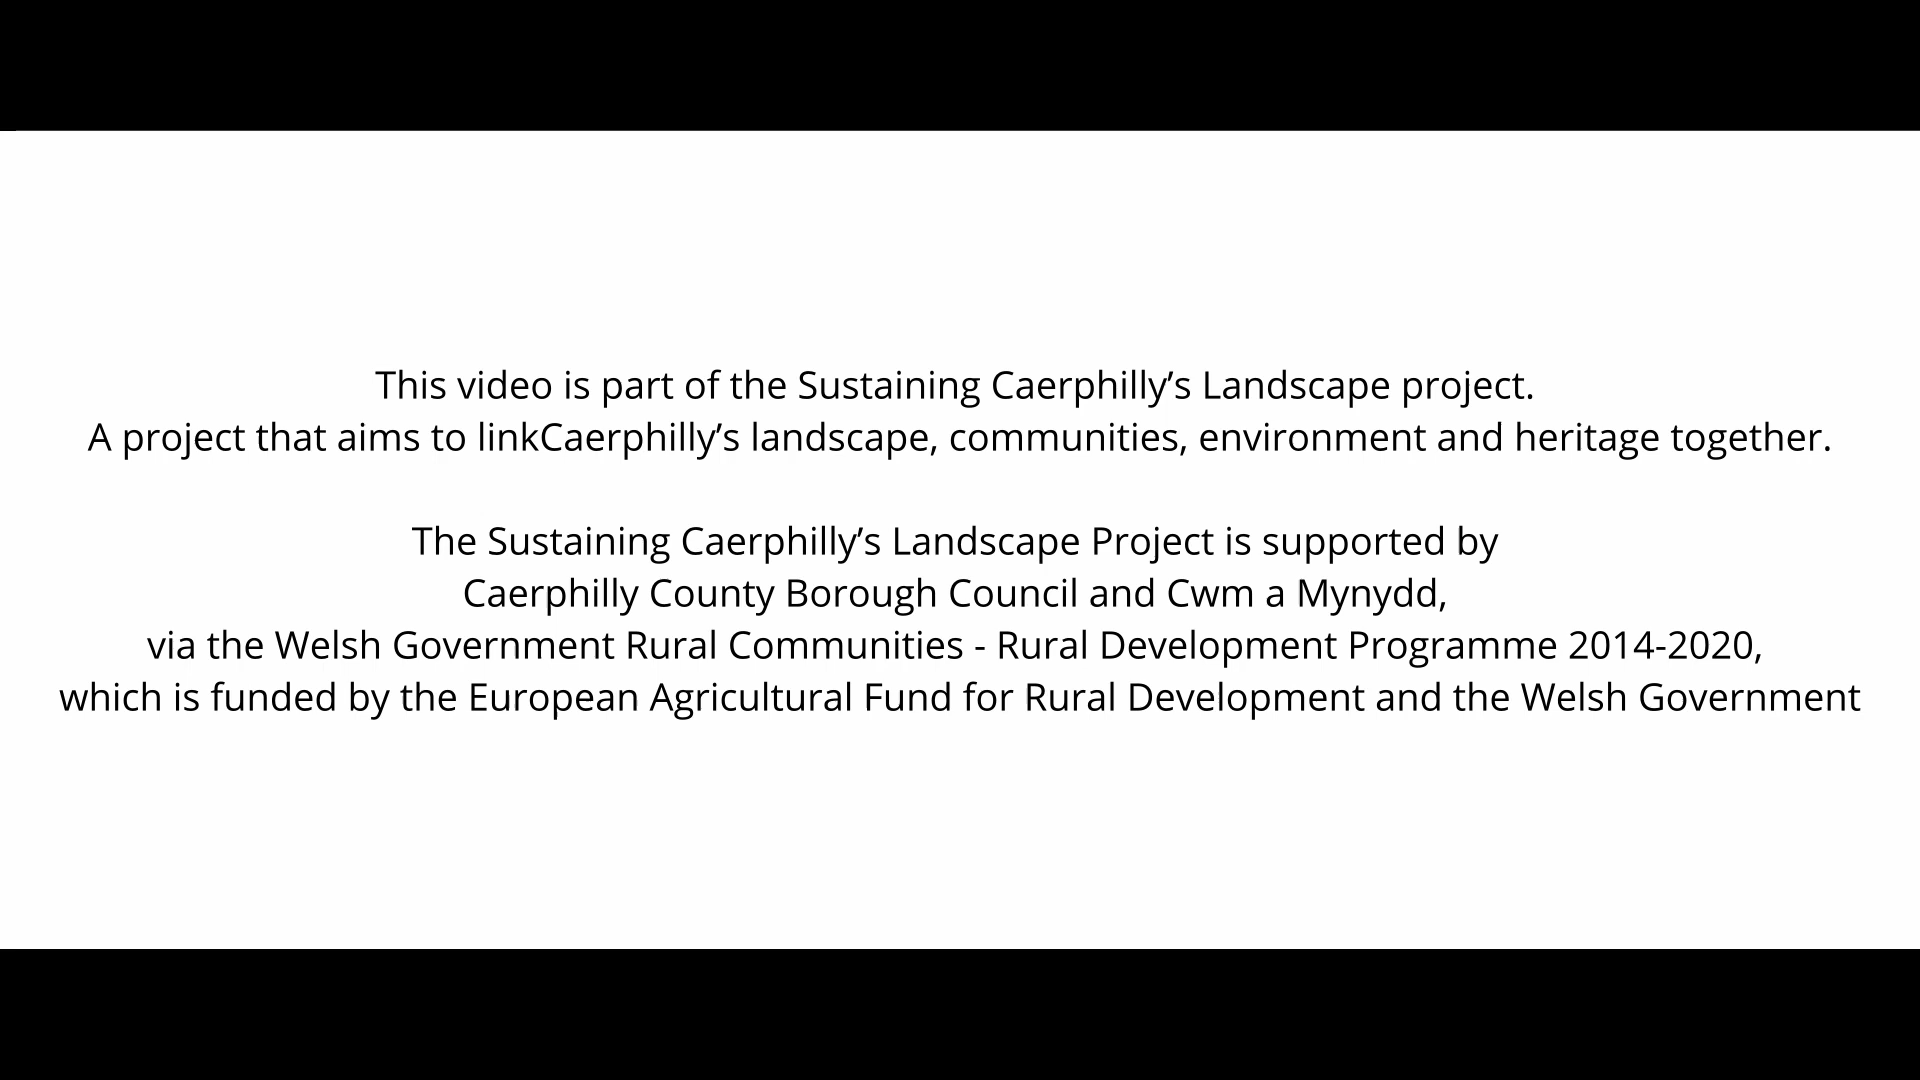 This video is part of the Sustaining Caerphilly’s Landscape project.
A project that aims to linkCaerphilly’s landscape, communities, environment and heritage together.
The Sustaining Caerphilly’s Landscape Project is supported by
Caerphilly County Borough Council and Cwm a Mynydd,
via the Welsh Government Rural Communities - Rural Development Programme 2014-2020,
which is funded by the European Agricultural Fund for Rural Development and the Welsh Government